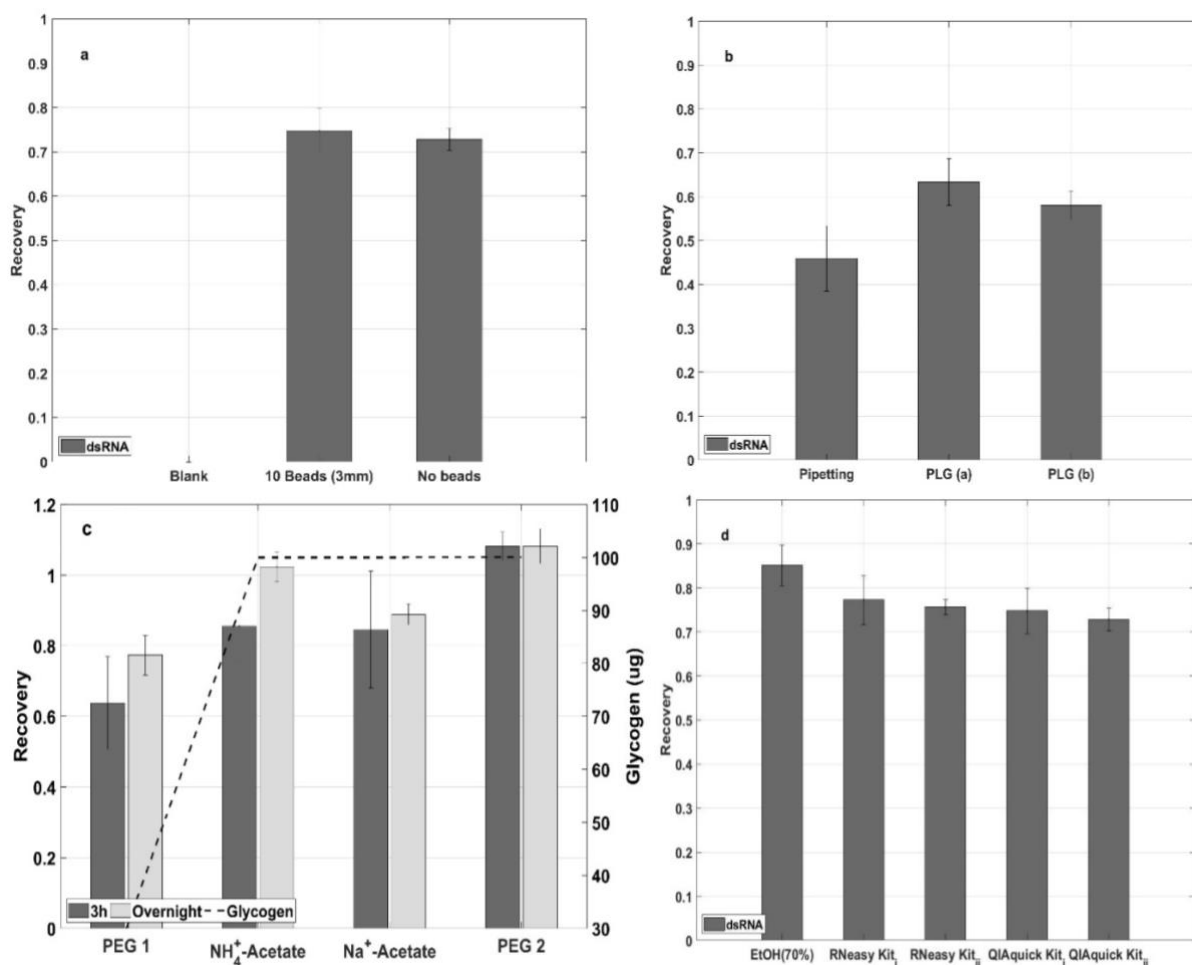 a
1
0.9
0.8
0.7
0.6
0.5
0.4
0.3
0.2
0.1
0
Recovery
dsRNA
Blank
10 Beads (3mm)
No beads
b
1
0.9
0.8
0.7
0.6
0.5
0.4
0.3
0.2
0.1
0
Recovery
dsRNA
Pipetting
PLG (a)
PLG (b)
c
1.2
1
0.8
0.6
0.4
0.2
0
Recovery
100
90
80
70
60
50
40
30
110
Glycogen (ug)
3h Overnight Glycogen
PEG 1
NH₄⁺-Acetate
Na⁺-Acetate
PEG 2
d
1
0.9
0.8
0.7
0.6
0.5
0.4
0.3
0.2
0.1
0
Recovery
dsRNA
EtOH(70%)
RNeasy Kitᵢ
RNeasy Kitᵢᵢ
QIAquick Kitᵢ
QIAquick Kitᵢᵢ